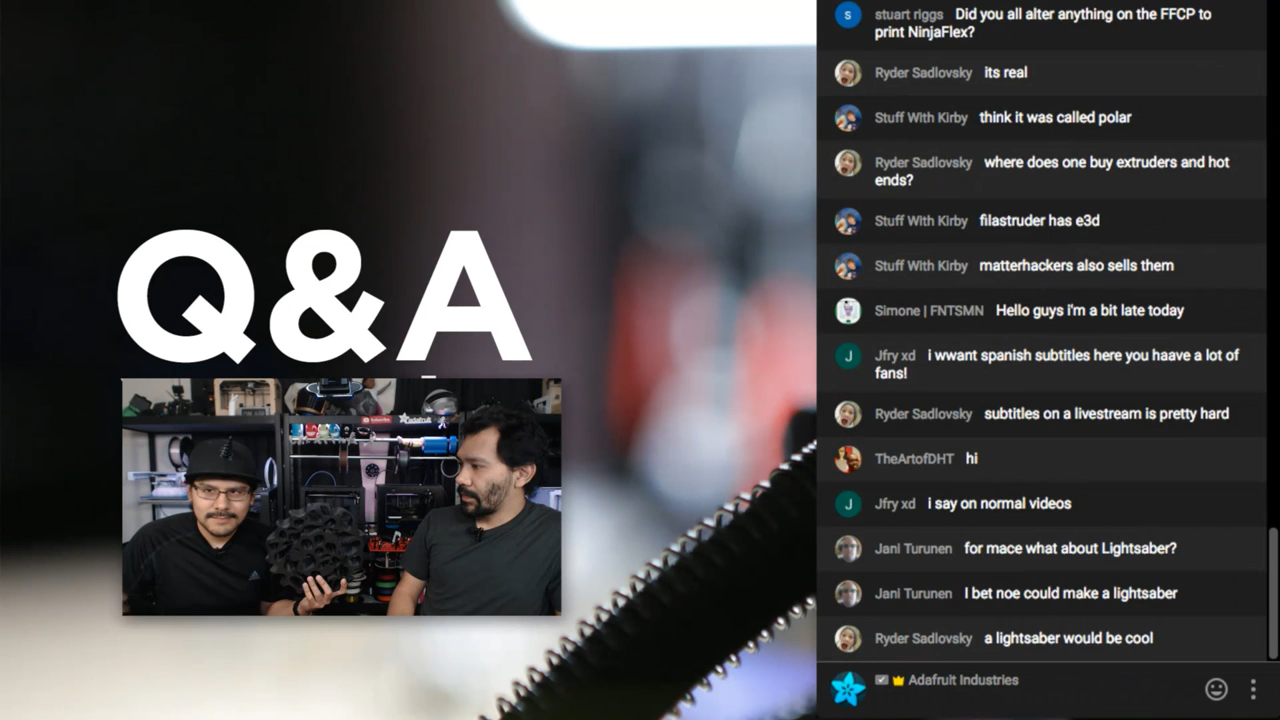 Q&A
Adafruit
S stuart riggs Did you all alter anything on the FFCP to
print NinjaFlex?
Ryder Sadlovsky its real
Stuff With Kirby think it was called polar
Ryder Sadlovsky where does one buy extruders and hot
ends?
Stuff With Kirby filastruder has e3d
Stuff With Kirby matterhackers also sells them
Simone | FNTSMN Hello guys i'm a bit late today
J Jfry xd i wwant spanish subtitles here you haave a lot of
fans!
Ryder Sadlovsky subtitles on a livestream is pretty hard
TheArtofDHT hi
J Jfry xd i say on normal videos
Jani Turunen for mace what about Lightsaber?
Jani Turunen I bet noe could make a lightsaber
Ryder Sadlovsky a lightsaber would be cool
Adafruit Industries